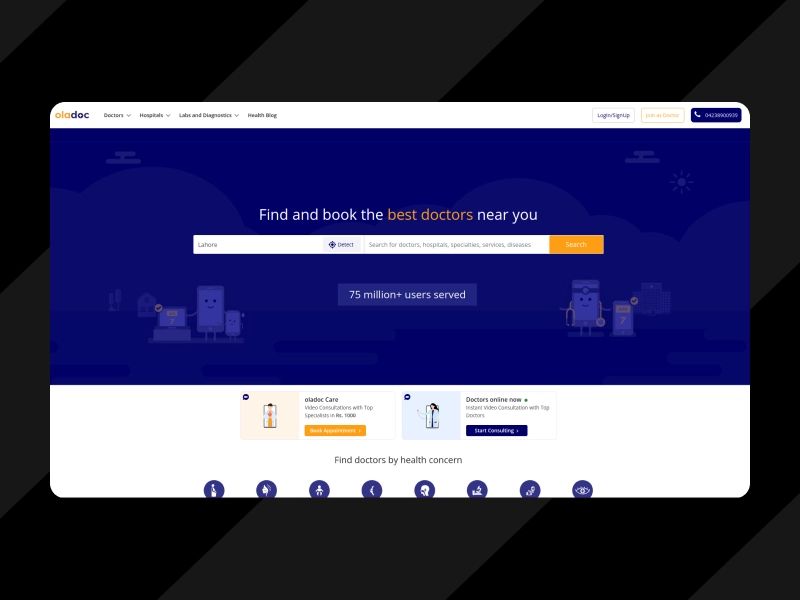 oladoc
Doctors
Hospitals
Labs and Diagnostics
Health Blog
Login/SignUp
Join as Doctor
04238900939
Find and book the best doctors near you
Lahore
Detect
Search for doctors, hospitals, specialties, services, diseases
Search
75 million+ users served
7
7
oladoc Care
Video Consultations with Top
Specialists in Rs. 1000
Book Appointment ›
Doctors online now
Instant Video Consultation with Top
Doctors
Start Consulting ›
Find doctors by health concern